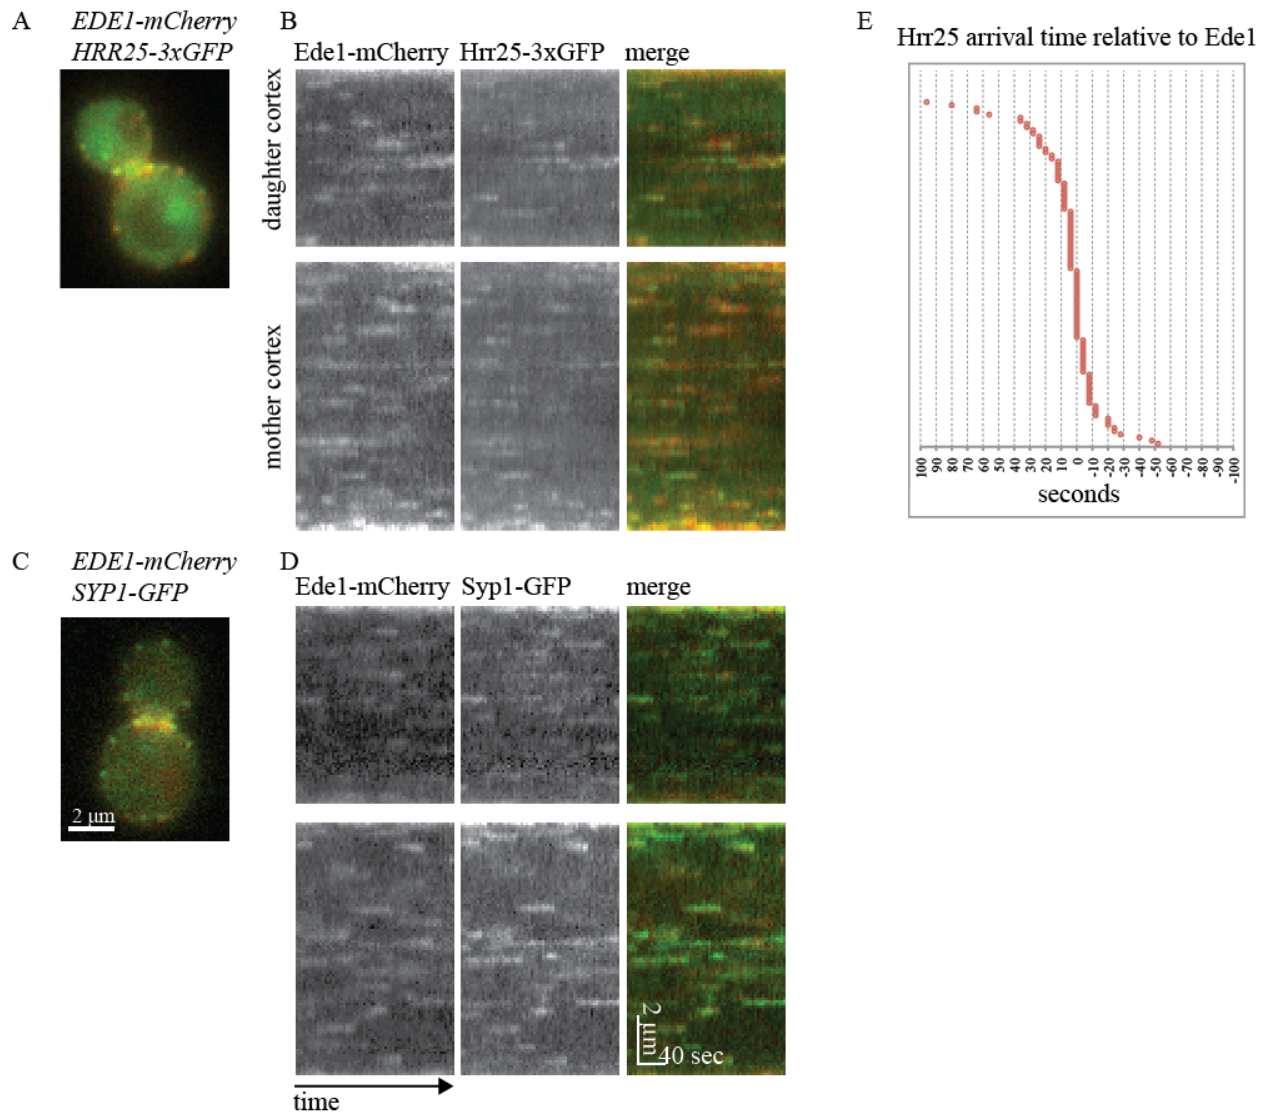 A
EDE1-mCherry
HRR25-3xGFP
B
Ede1-mCherry Hrr25-3xGFP merge
daughter cortex
mother cortex
C
EDE1-mCherry
SYP1-GFP
2 μm
D
Ede1-mCherry Syp1-GFP merge
2 μm
40 sec
time
E
Hrr25 arrival time relative to Ede1
100 90 80 70 60 50 40 30 20 10 0 -10 -20 -30 -40 -50 -60 -70 -80 -90 -100
seconds